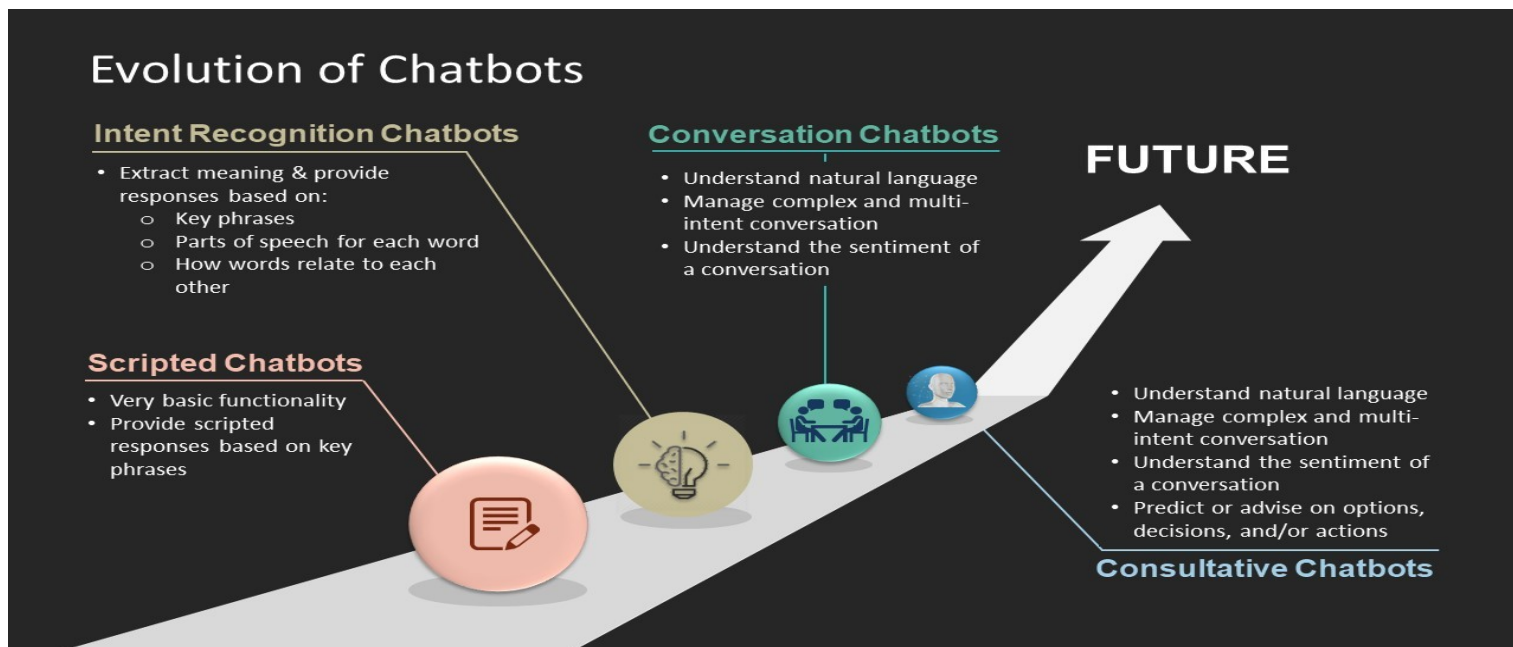 Evolution of Chatbots
Intent Recognition Chatbots
• Extract meaning & provide
responses based on:
o Key phrases
o Parts of speech for each word
o How words relate to each
other
Scripted Chatbots
• Very basic functionality
• Provide scripted
responses based on key
phrases
Conversation Chatbots
• Understand natural language
• Manage complex and multi-
intent conversation
• Understand the sentiment of
a conversation
FUTURE
• Understand natural language
• Manage complex and multi-
intent conversation
• Understand the sentiment of
a conversation
• Predict or advise on options,
decisions, and/or actions
Consultative Chatbots